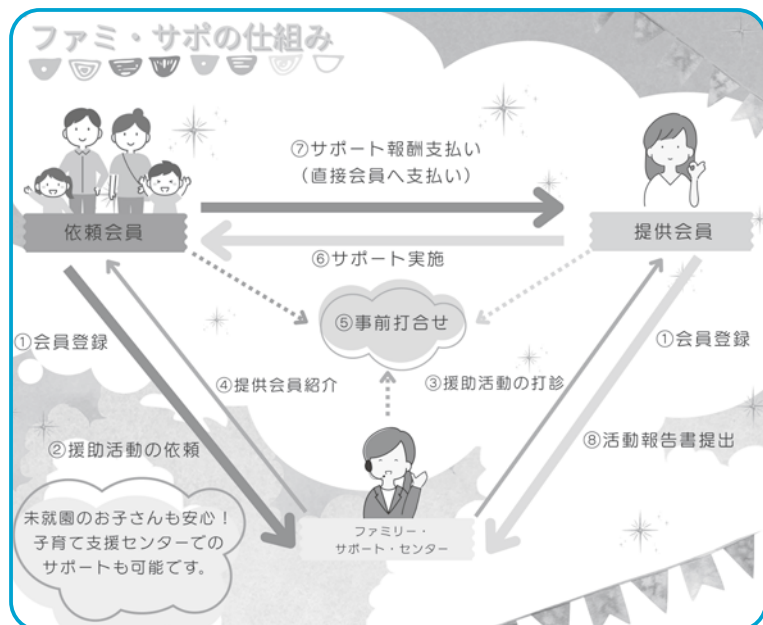 ファミ・サポの仕組み
⑦サポート報酬支払い
（直接会員へ支払い）
依頼会員
提供会員
⑥サポート実施
⑤事前打合せ
①会員登録
①会員登録
④提供会員紹介
③援助活動の打診
②援助活動の依頼
⑧活動報告書提出
未就園のお子さんも安心！
子育て支援センターでの
サポートも可能です。
ファミリー・
サポート・センター